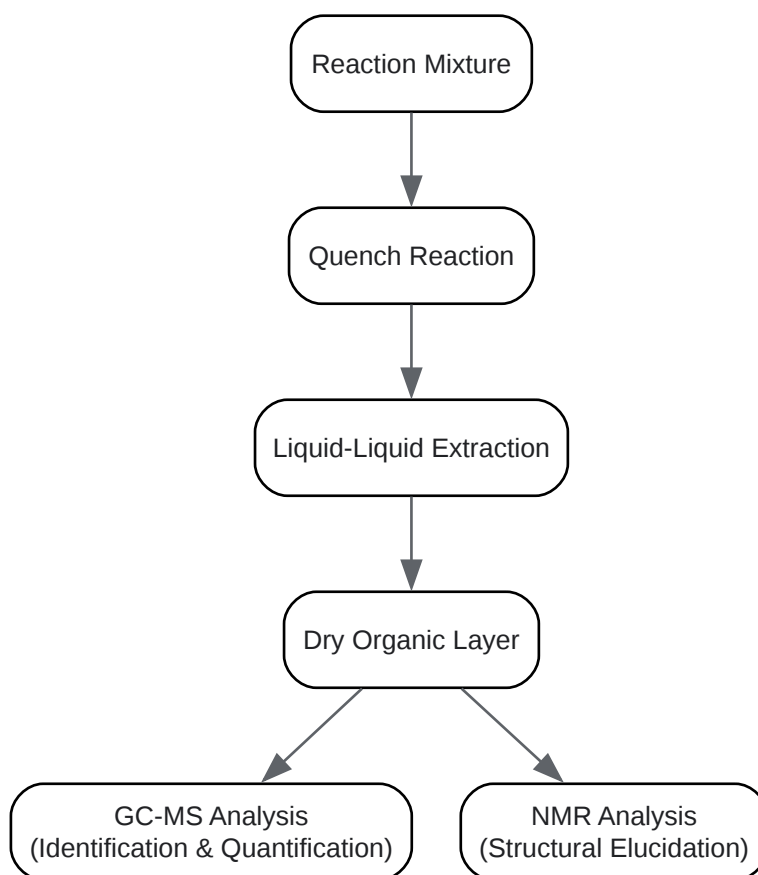 Reaction Mixture
Quench Reaction
Liquid-Liquid Extraction
Dry Organic Layer
GC-MS Analysis
(Identification & Quantification)
NMR Analysis
(Structural Elucidation)